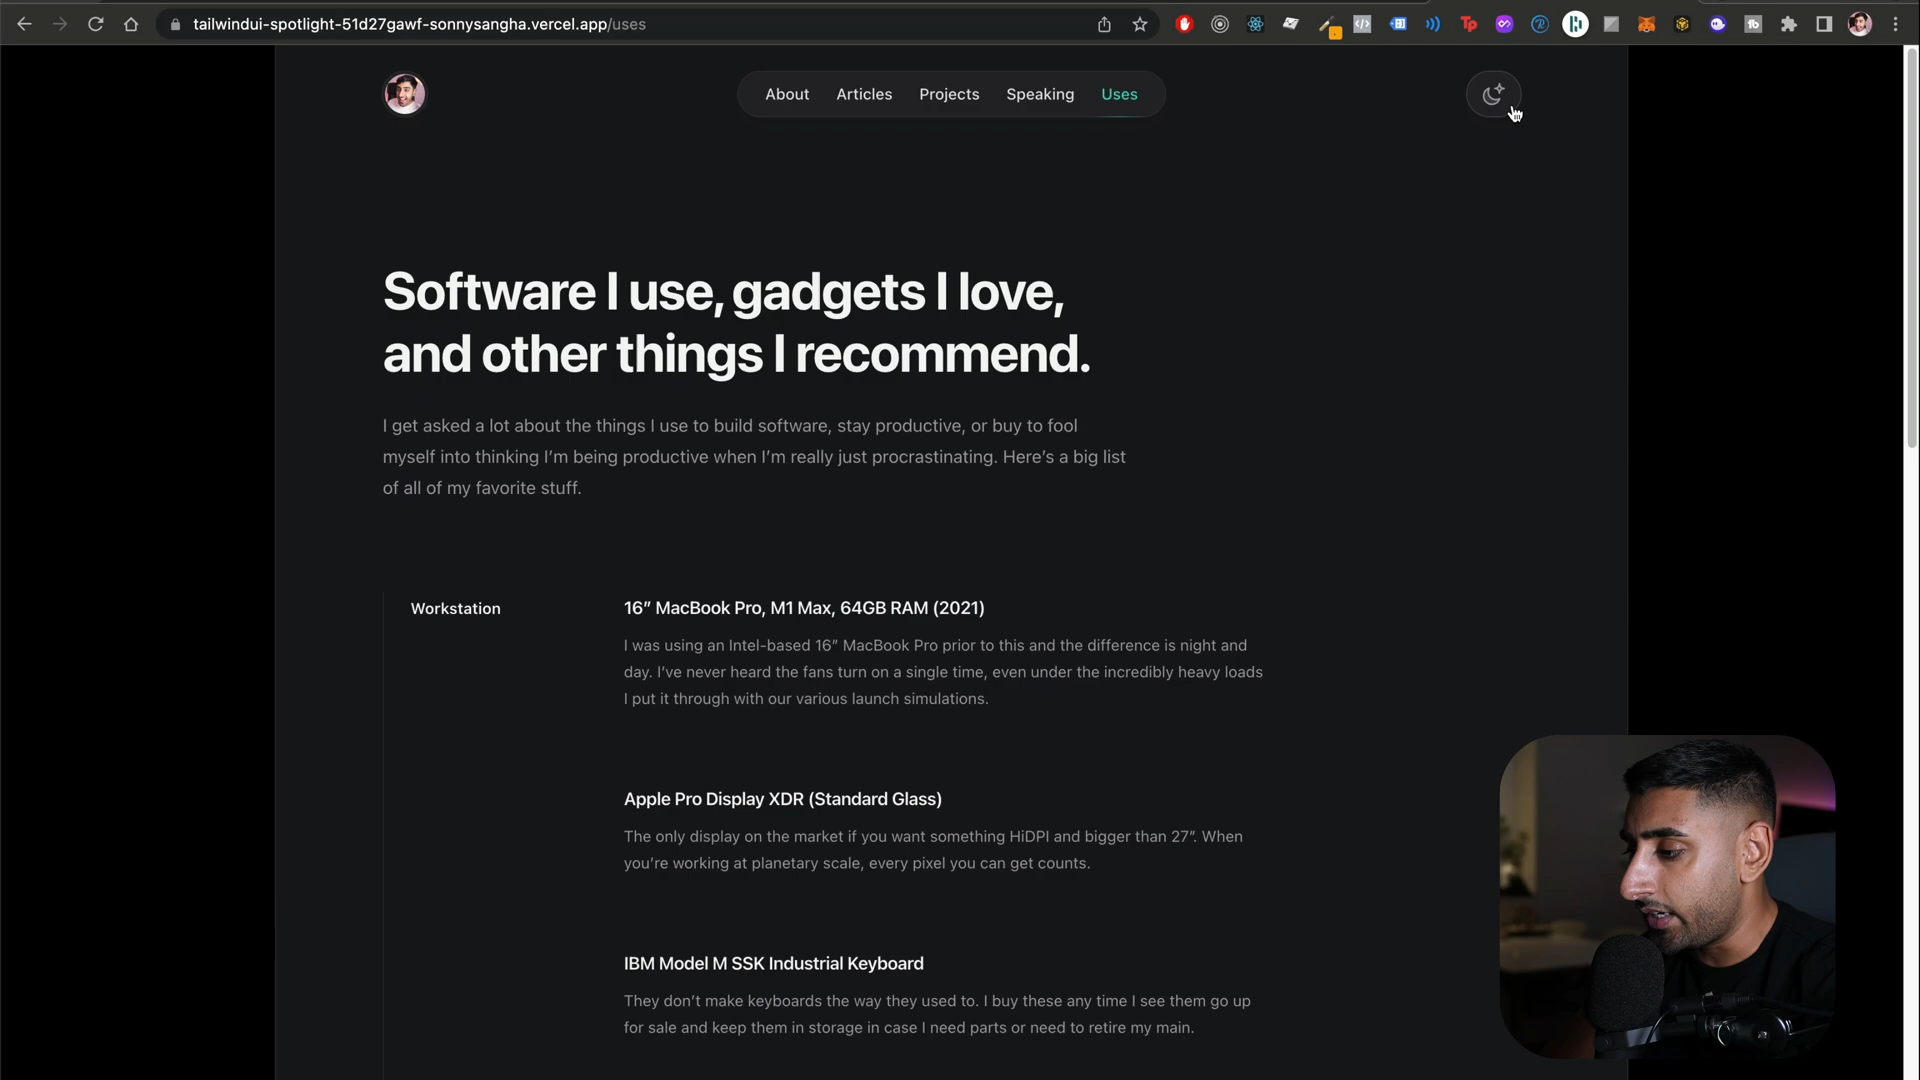 tailwindui-spotlight-51d27gawf-sonnysangha.vercel.app/uses
About Articles Projects Speaking Uses
Software I use, gadgets I love,
and other things I recommend.
I get asked a lot about the things I use to build software, stay productive, or buy to fool
myself into thinking I’m being productive when I’m really just procrastinating. Here’s a big list
of all of my favorite stuff.
Workstation
16” MacBook Pro, M1 Max, 64GB RAM (2021)
I was using an Intel-based 16” MacBook Pro prior to this and the difference is night and
day. I’ve never heard the fans turn on a single time, even under the incredibly heavy loads
I put it through with our various launch simulations.
Apple Pro Display XDR (Standard Glass)
The only display on the market if you want something HiDPI and bigger than 27”. When
you’re working at planetary scale, every pixel you can get counts.
IBM Model M SSK Industrial Keyboard
They don’t make keyboards the way they used to. I buy these any time I see them go up
for sale and keep them in storage in case I need parts or need to retire my main.